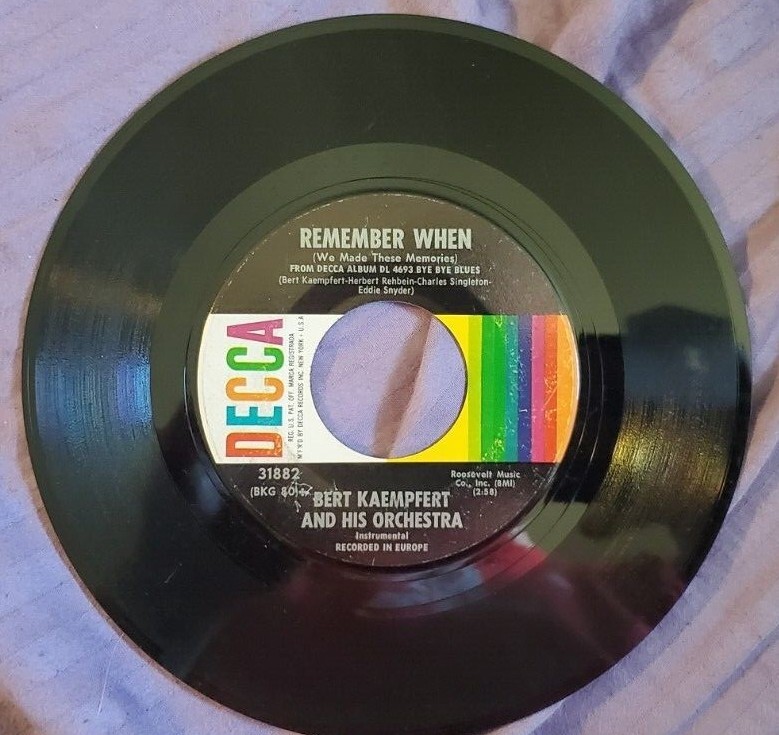 REMEMBER WHEN
(We Made These Memories)
FROM DECCA ALBUM DL 4693 BYE BYE BLUES
(Bert Kaempfert-Herbert Rehbein-Charles Singleton-
Eddie Snyder)
DECCA
REG. U.S. PAT. OFF. MARCA REGISTRADA
MF'R'D BY DECCA RECORDS INC. NEW YORK • U.S.A
31882
(BKG
Roosevelt Music
Co., Inc. (BMI)
(2:58)
BERT KAEMPFERT
AND HIS ORCHESTRA
Instrumental
RECORDED IN EUROPE